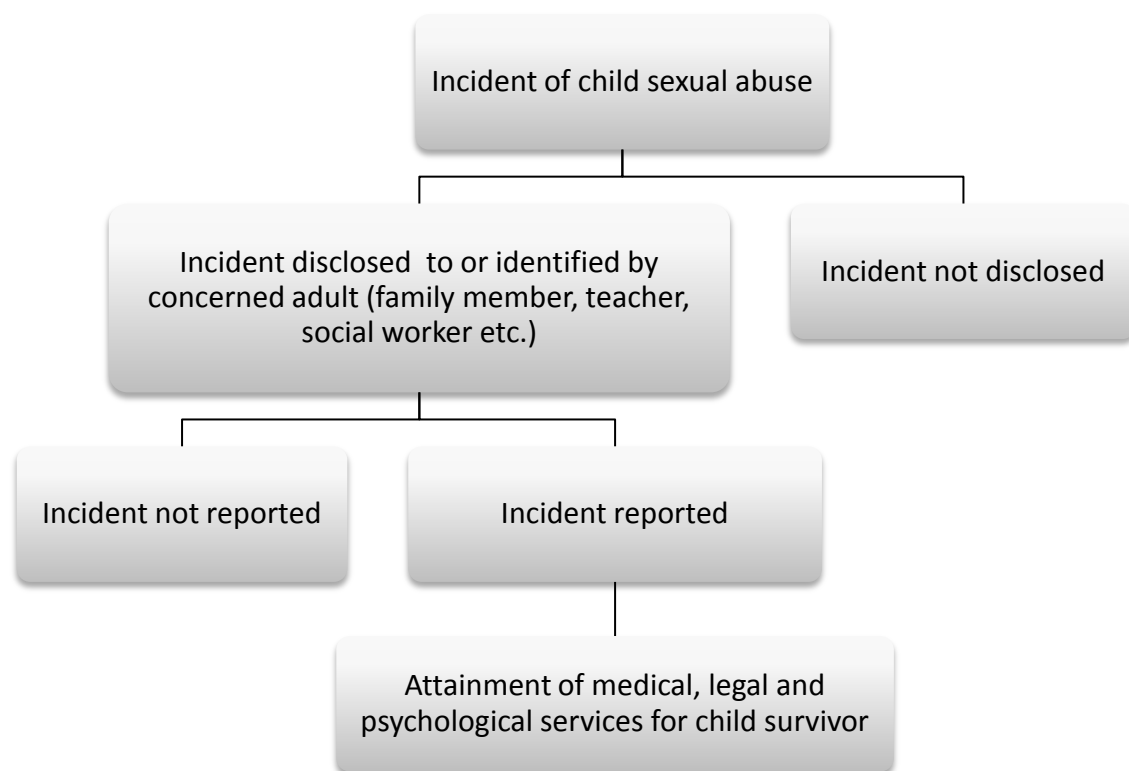 Incident of child sexual abuse
Incident disclosed  to or identified by
concerned adult (family member, teacher,
social worker etc.)
Incident not disclosed
Incident not reported
Incident reported
Attainment of medical, legal and
psychological services for child survivor